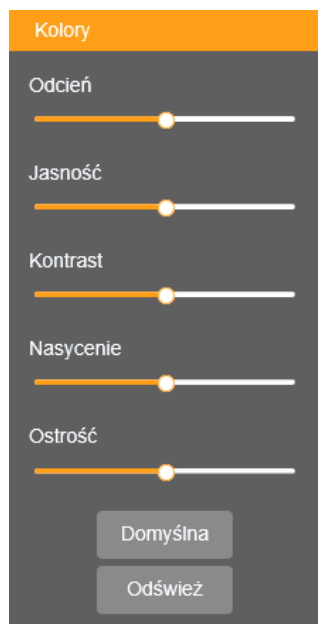 Kolory
Odcień
Jasność
Kontrast
Nasycenie
Ostrość
Domyślna
Odśwież